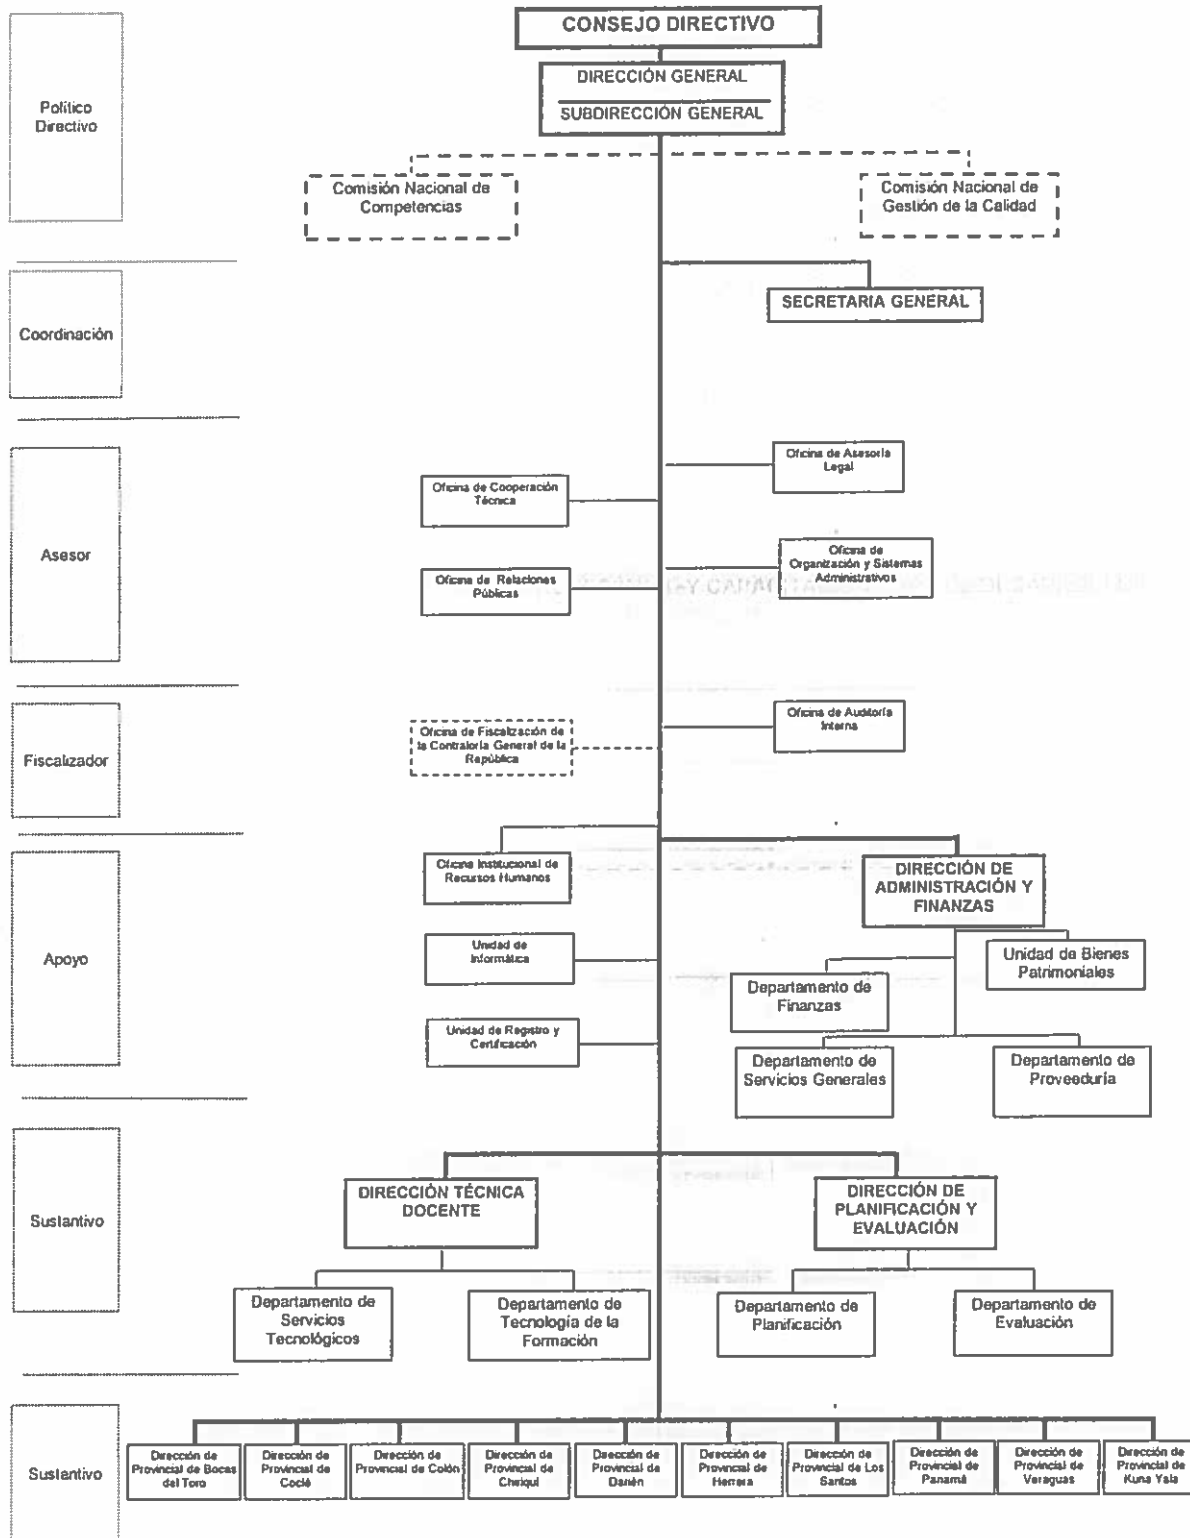 CONSEJO DIRECTIVO
DIRECCIÓN GENERAL
SUBDIRECCIÓN GENERAL
Político
Directivo
Comisión Nacional de
Competencias
Comisión Nacional de
Gestión de la Calidad
SECRETARIA GENERAL
Coordinación
Oficina de Asesoría
Legal
Oficina de Cooperación
Técnica
Asesor
Oficina de
Organización y Sistemas
Administrativos
Oficina de Relaciones
Públicas
Oficina de Auditoría
Interna
Oficina de Fiscalización de
la Contraloría General de la
República
Fiscalizador
Oficina Institucional de
Recursos Humanos
DIRECCIÓN DE
ADMINISTRACIÓN Y
FINANZAS
Unidad de
Informática
Unidad de Bienes
Patrimoniales
Apoyo
Departamento de
Finanzas
Unidad de Registro y
Certificación
Departamento de
Servicios Generales
Departamento de
Proveeduría
Sustantivo
DIRECCIÓN TÉCNICA
DOCENTE
DIRECCIÓN DE
PLANIFICACIÓN Y
EVALUACIÓN
Departamento de
Servicios
Tecnológicos
Departamento de
Tecnología de la
Formación
Departamento de
Planificación
Departamento de
Evaluación
Sustantivo
Dirección de
Provincial de Bocas
del Toro
Dirección de
Provincial de
Coclé
Dirección de
Provincial de Colón
Dirección de
Provincial de
Chiriquí
Dirección de
Provincial de
Darién
Dirección de
Provincial de
Herrera
Dirección de
Provincial de Los
Santos
Dirección de
Provincial de
Panamá
Dirección de
Provincial de
Veraguas
Dirección de
Provincial de
Kuna Yala